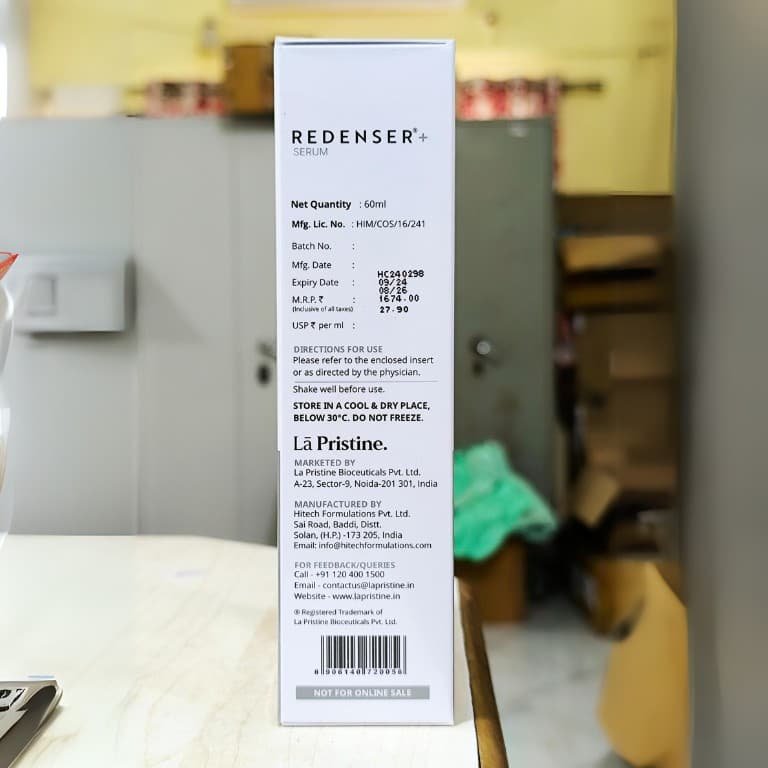 REDENSER®+
SERUM
Net Quantity : 60ml
Mfg. Lic. No. : HIM/COS/16/241
Batch No. :
Mfg. Date :
Expiry Date :
M.R.P. ₹ :
(Inclusive of all taxes)
USP ₹ per ml :
HC240298
09/24
08/26
1674.00
27.90
DIRECTIONS FOR USE
Please refer to the enclosed insert
or as directed by the physician.
Shake well before use.
STORE IN A COOL & DRY PLACE,
BELOW 30°C. DO NOT FREEZE.
Lā Pristine.
MARKETED BY
La Pristine Bioceuticals Pvt. Ltd.
A-23, Sector-9, Noida-201 301, India
MANUFACTURED BY
Hitech Formulations Pvt. Ltd.
Sai Road, Baddi, Distt.
Solan, (H.P.) -173 205, India
Email: info@hitechformulations.com
FOR FEEDBACK/QUERIES
Call - +91 120 400 1500
Email - contactus@lapristine.in
Website - www.lapristine.in
® Registered Trademark of
La Pristine Bioceuticals Pvt. Ltd.
8 906140 720056
NOT FOR ONLINE SALE